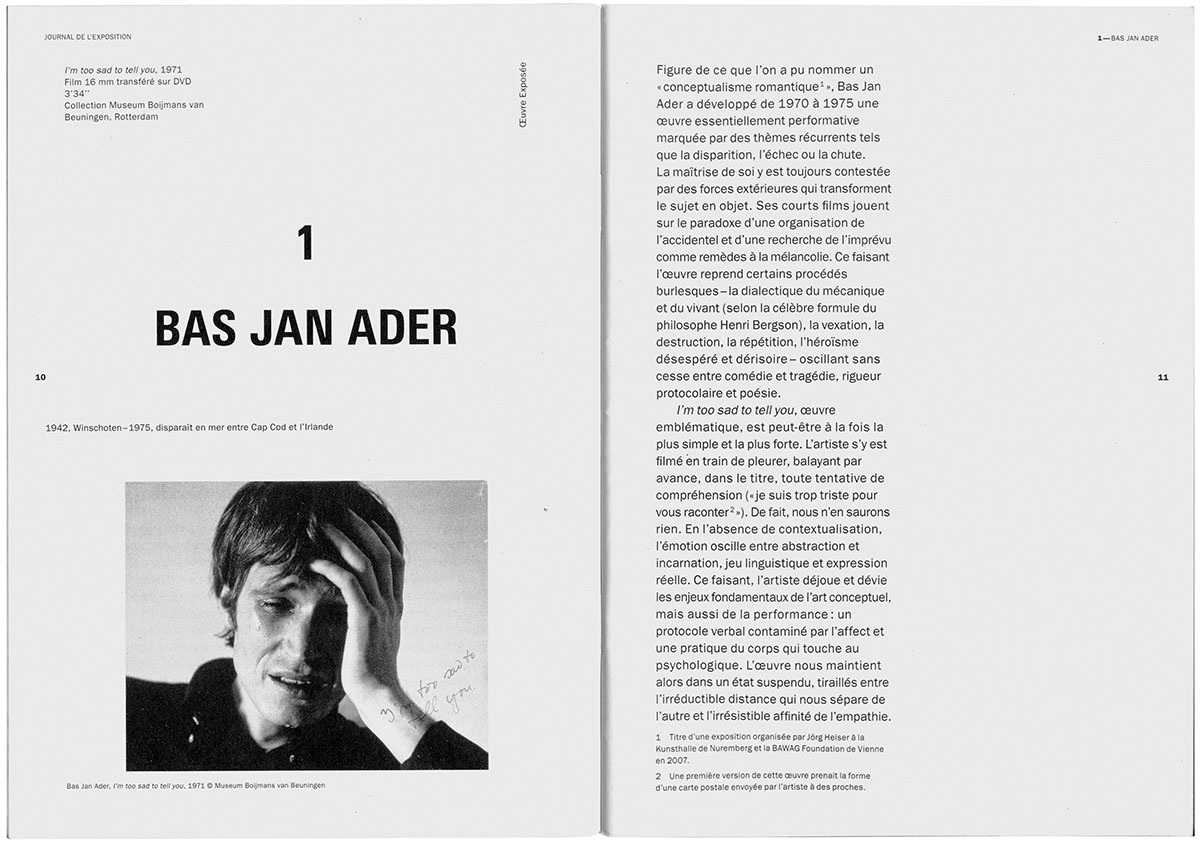 JOURNAL DE L'EXPOSITION
I'm too sad to tell you, 1971
Film 16 mm transféré sur DVD
3'34''
Collection Museum Boijmans van
Beuningen, Rotterdam
Œuvre Exposée
1
BAS JAN ADER
10
1942, Winschoten–1975, disparaît en mer entre Cap Cod et l'Irlande
I'm too sad to
tell you.
Bas Jan Ader, I'm too sad to tell you, 1971 © Museum Boijmans van Beuningen
1—BAS JAN ADER
Figure de ce que l'on a pu nommer un
«conceptualisme romantique¹», Bas Jan
Ader a développé de 1970 à 1975 une
œuvre essentiellement performative
marquée par des thèmes récurrents tels
que la disparition, l'échec ou la chute.
La maîtrise de soi y est toujours contestée
par des forces extérieures qui transforment
le sujet en objet. Ses courts films jouent
sur le paradoxe d'une organisation de
l'accidentel et d'une recherche de l'imprévu
comme remèdes à la mélancolie. Ce faisant
l'œuvre reprend certains procédés
burlesques – la dialectique du mécanique
et du vivant (selon la célèbre formule du
philosophe Henri Bergson), la vexation, la
destruction, la répétition, l'héroïsme
désespéré et dérisoire – oscillant sans
cesse entre comédie et tragédie, rigueur
protocolaire et poésie.
I'm too sad to tell you, œuvre
emblématique, est peut-être à la fois la
plus simple et la plus forte. L'artiste s'y est
filmé en train de pleurer, balayant par
avance, dans le titre, toute tentative de
compréhension («je suis trop triste pour
vous raconter²»). De fait, nous n'en saurons
rien. En l'absence de contextualisation,
l'émotion oscille entre abstraction et
incarnation, jeu linguistique et expression
réelle. Ce faisant, l'artiste déjoue et dévie
les enjeux fondamentaux de l'art conceptuel,
mais aussi de la performance : un
protocole verbal contaminé par l'affect et
une pratique du corps qui touche au
psychologique. L'œuvre nous maintient
alors dans un état suspendu, tiraillés entre
l'irréductible distance qui nous sépare de
l'autre et l'irrésistible affinité de l'empathie.
1 Titre d'une exposition organisée par Jörg Heiser à la
Kunsthalle de Nuremberg et la BAWAG Foundation de Vienne
en 2007.
2 Une première version de cette œuvre prenait la forme
d'une carte postale envoyée par l'artiste à des proches.
11